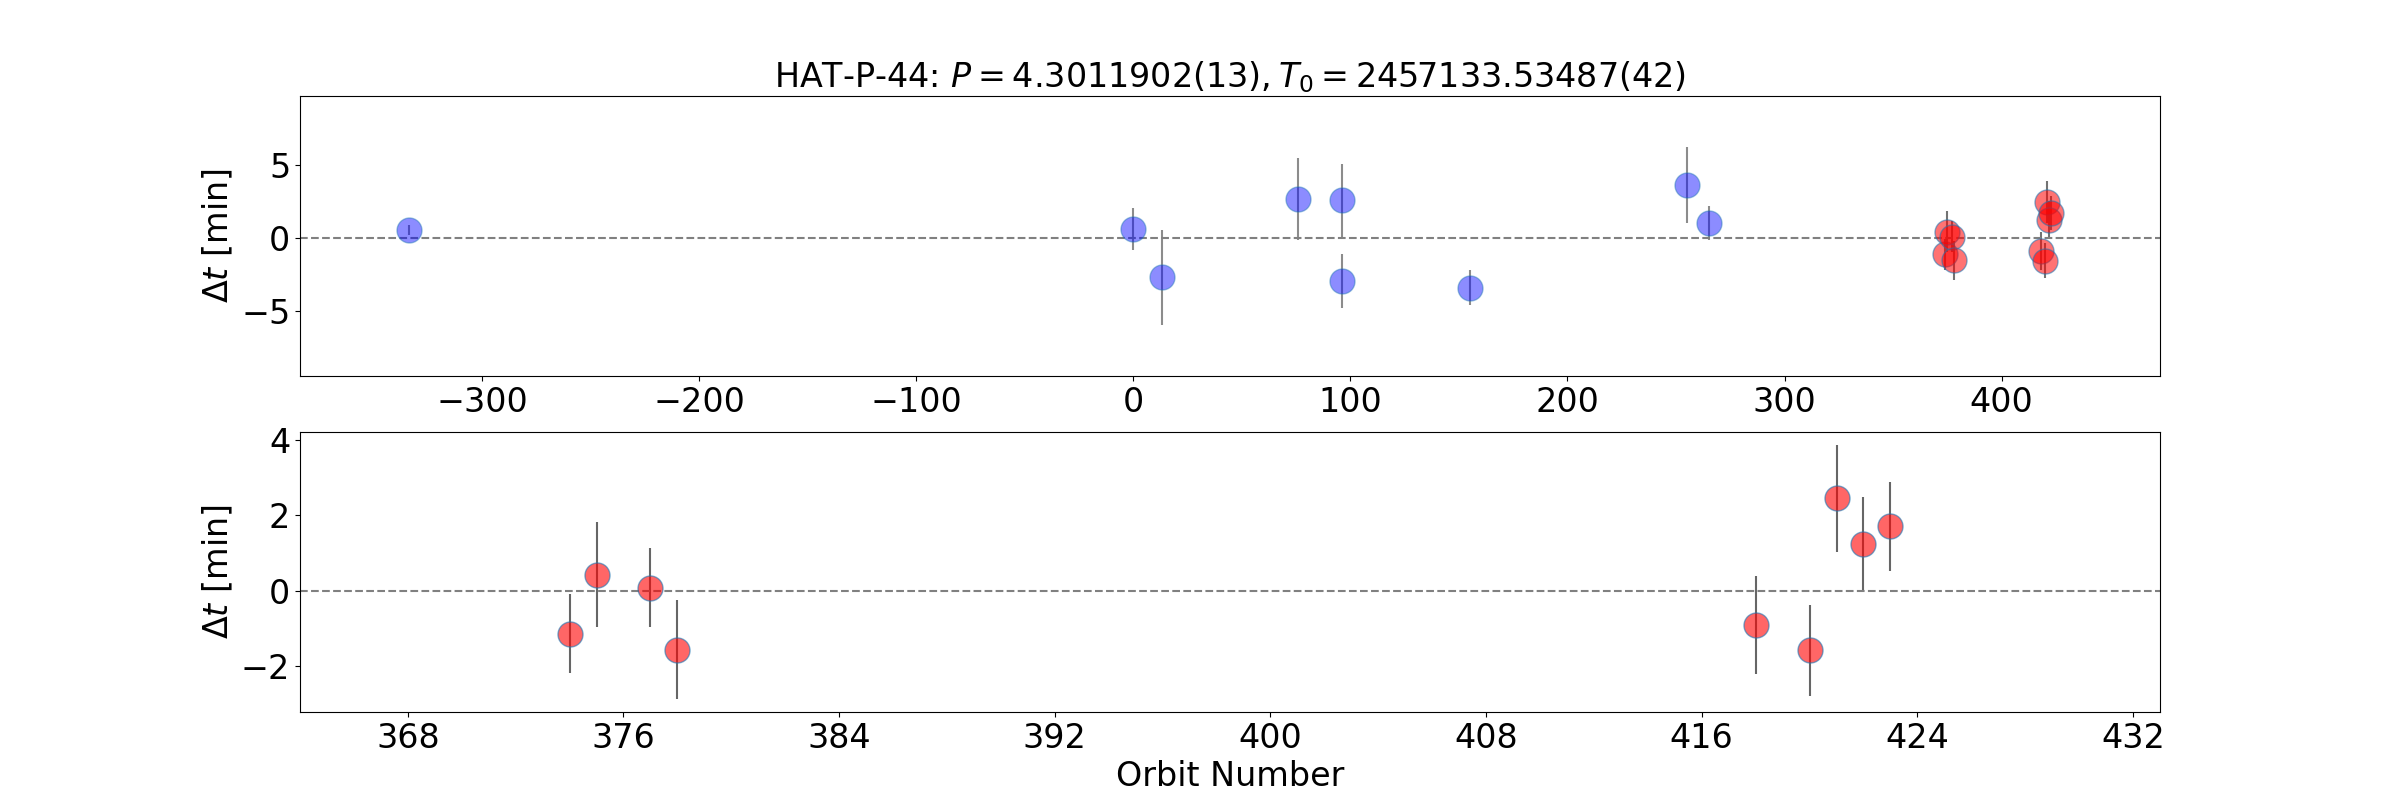 HAT-P-44: P = 4.3011902(13), T₀ = 2457133.53487(42)
Δt [min]
5
0
−5
−300 −200 −100 0 100 200 300 400
Δt [min]
4
2
0
−2
368 376 384 392 400 408 416 424 432
Orbit Number